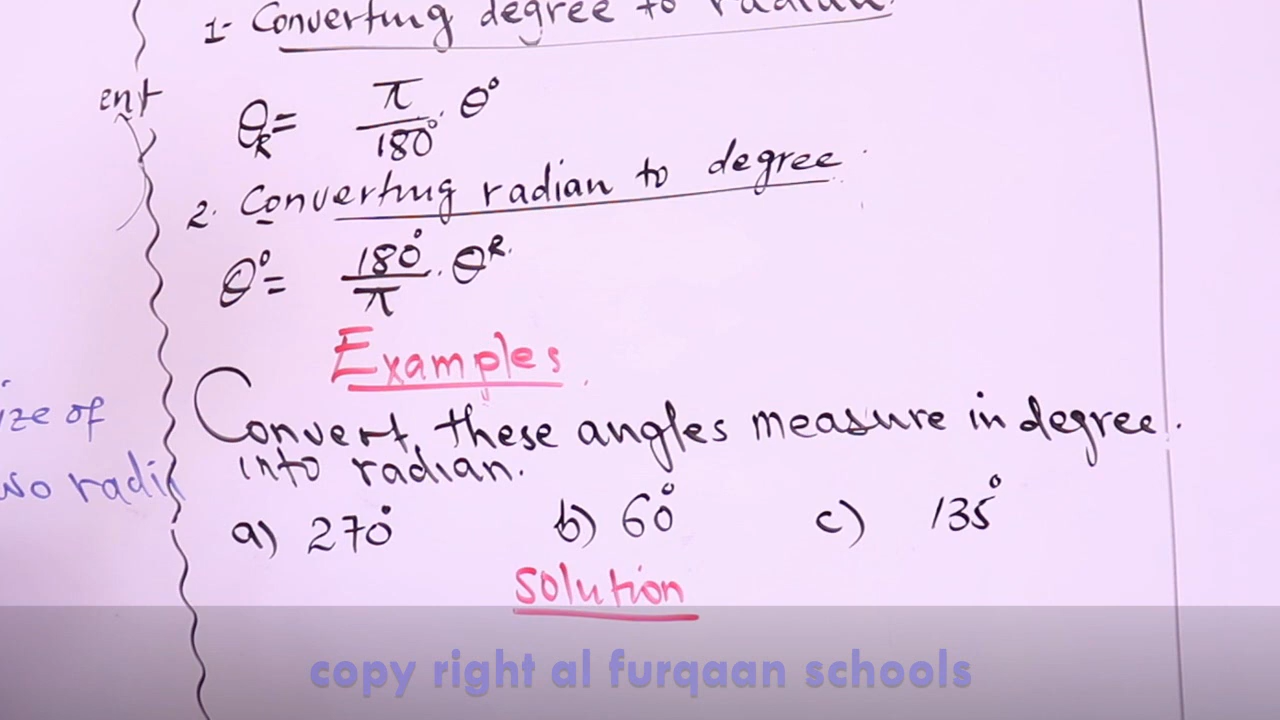 1- Converting degree to radian.
ent
θR = π/180° . θ°
2. Converting radian to degree.
θ° = 180°/π . θR.
Examples.
ize of
Convert these angles measure in degree.
into radian.
wo radii
a) 270° b) 60° c) 135°
Solution
copy right al furqaan schools